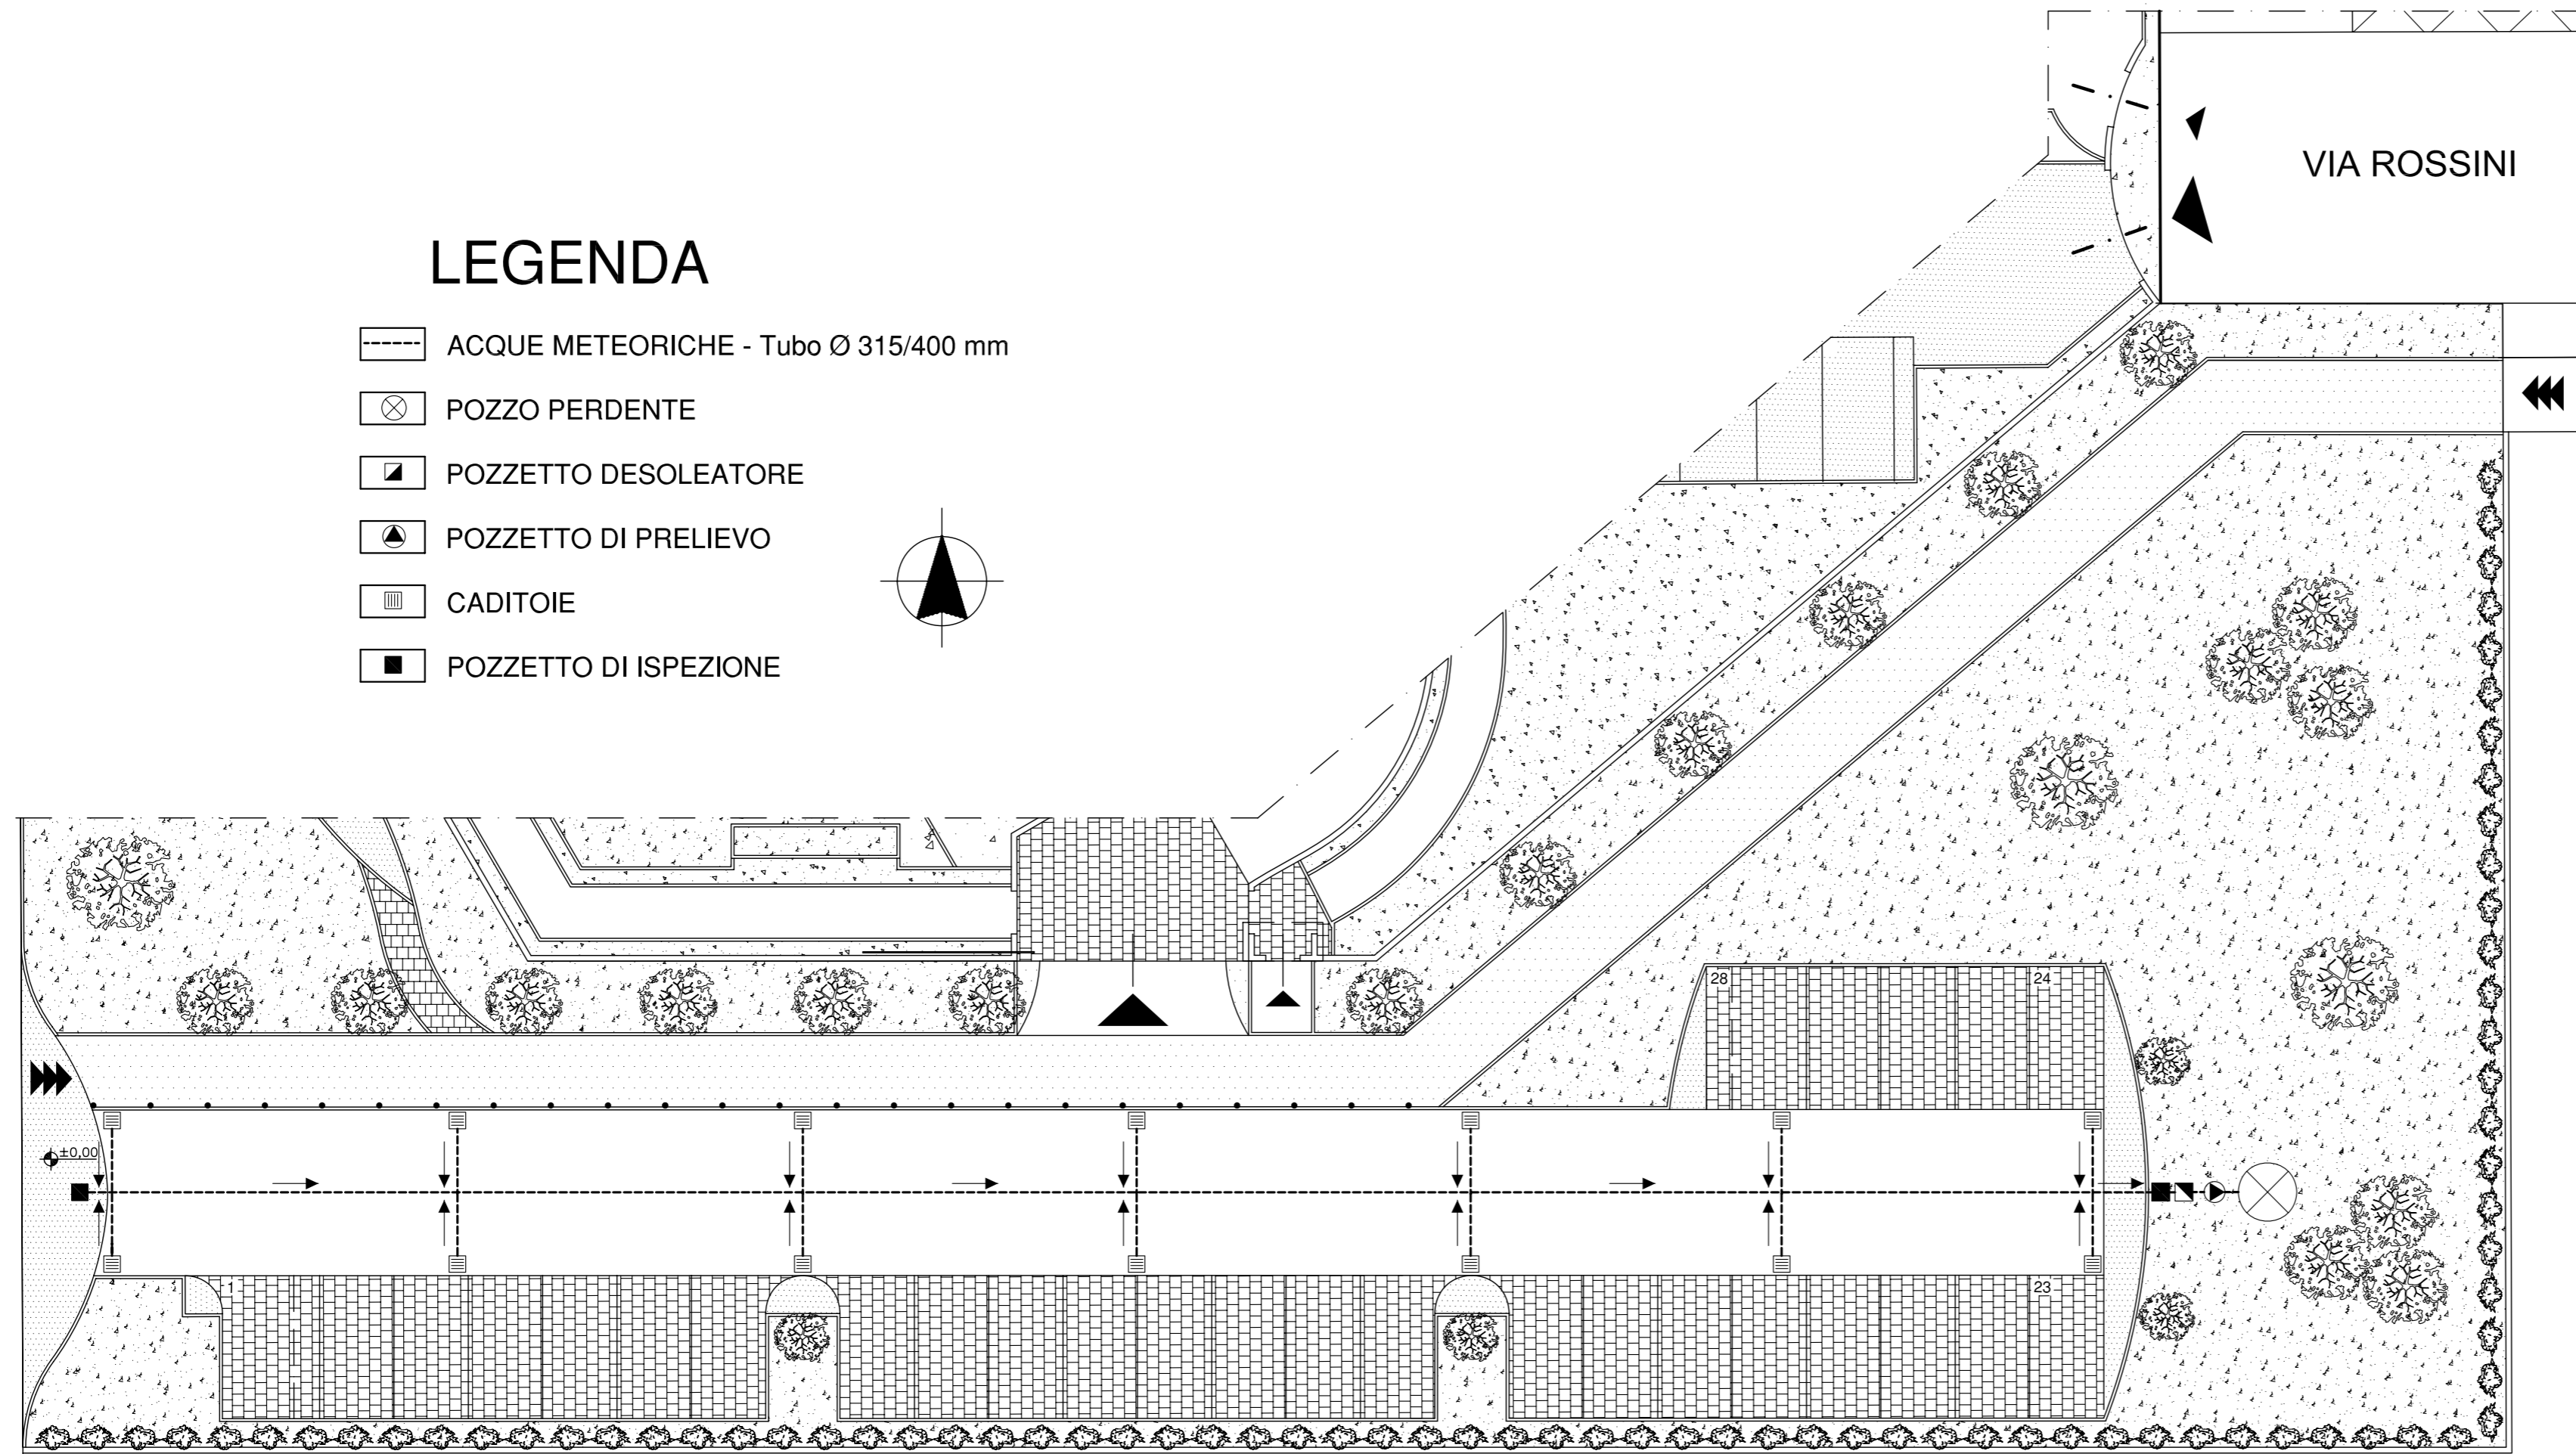 VIA ROSSINI
LEGENDA
ACQUE METEORICHE - Tubo Ø 315/400 mm
POZZO PERDENTE
POZZETTO DESOLEATORE
POZZETTO DI PRELIEVO
CADITOIE
POZZETTO DI ISPEZIONE
28
24
±0,00
1
23